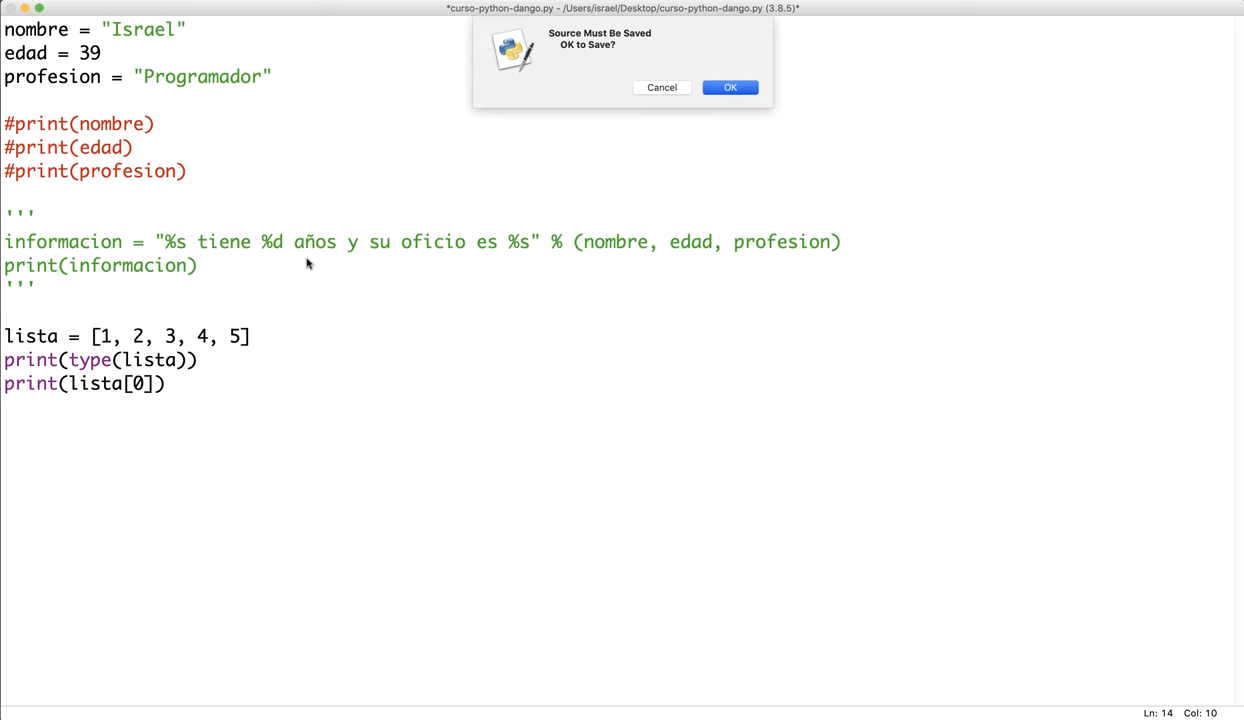 *curso-python-dango.py - /Users/israel/Desktop/curso-python-dango.py (3.8.5)*
nombre = "Israel"
edad = 39
profesion = "Programador"
Source Must Be Saved
OK to Save?
Cancel
OK
#print(nombre)
#print(edad)
#print(profesion)
'''
informacion = "%s tiene %d años y su oficio es %s" % (nombre, edad, profesion)
print(informacion)
'''
lista = [1, 2, 3, 4, 5]
print(type(lista))
print(lista[0])
Ln: 14 Col: 10